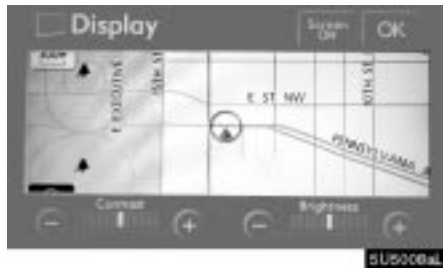 Display
Screen Off
OK
E EXECUTIVE
15TH ST
E ST NW
10TH ST
PENNSYLVANIA A
Contrast
Brightness
5U5008aL